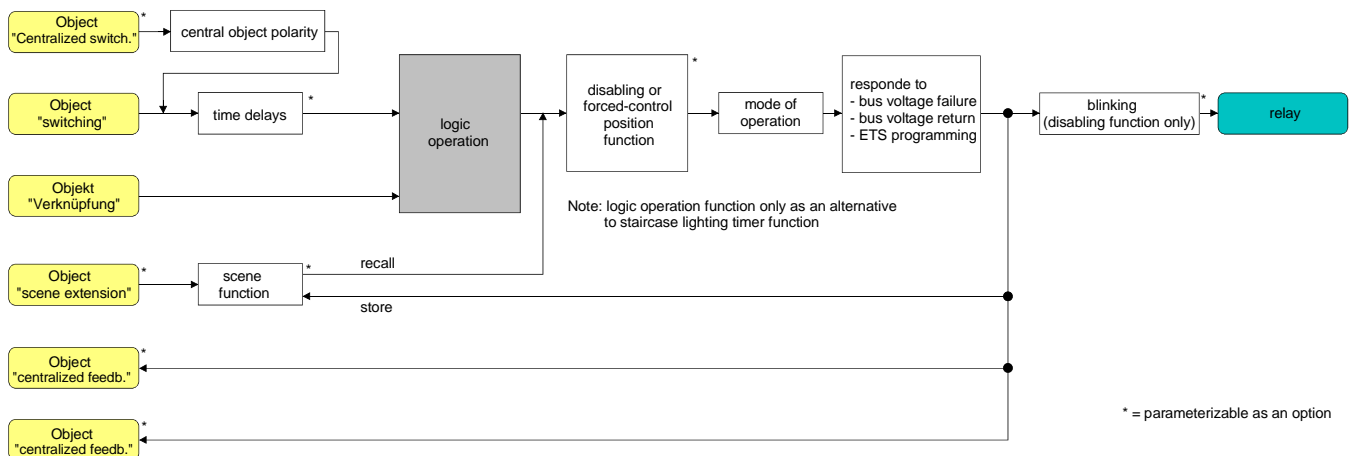 Object
"Centralized switch."
*
central object polarity
Object
"switching"
time delays
*
logic
operation
disabling or
forced-control
position
function
*
mode of
operation
responde to
- bus voltage failure
- bus voltage return
- ETS programming
blinking
(disabling function only)
*
relay
Objekt
"Verknüpfung"
Note: logic operation function only as an alternative
to staircase lighting timer function
Object
"scene extension"
*
scene
function
*
recall
store
Object
"centralized feedb."
*
Object
"centralized feedb."
*
* = parameterizable as an option